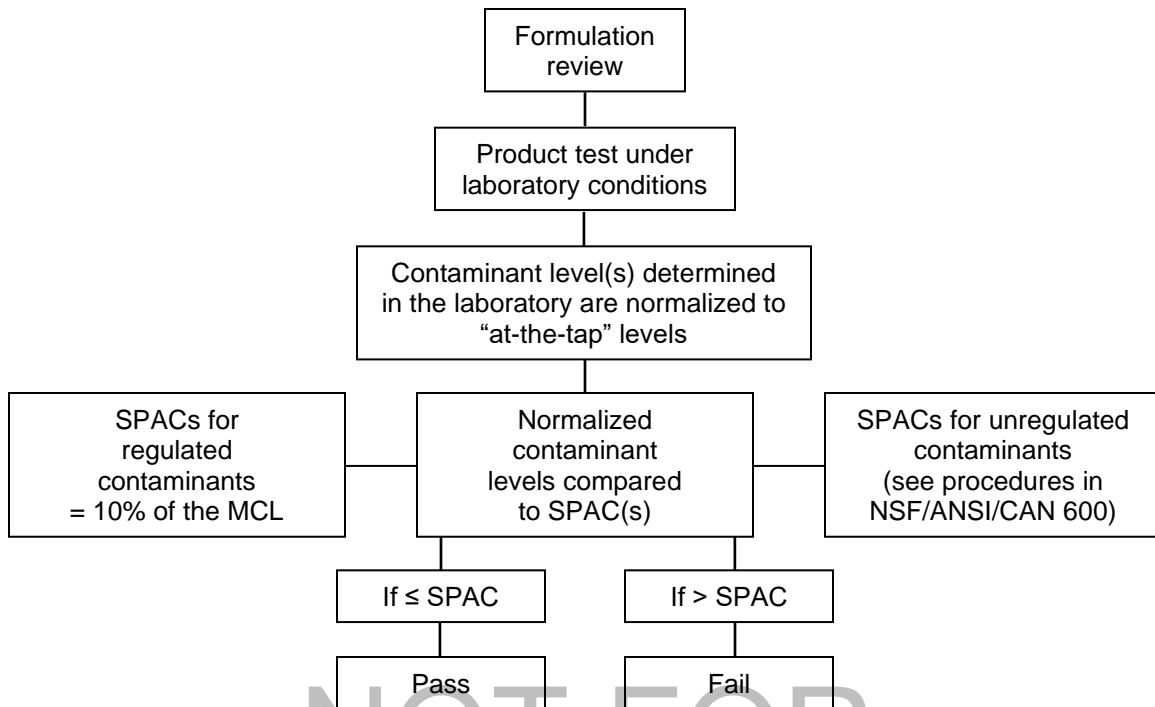 Formulation
review
Product test under
laboratory conditions
Contaminant level(s) determined
in the laboratory are normalized to
“at-the-tap” levels
SPACs for
regulated
contaminants
= 10% of the MCL
Normalized
contaminant
levels compared
to SPAC(s)
SPACs for unregulated
contaminants
(see procedures in
NSF/ANSI/CAN 600)
If ≤ SPAC
If > SPAC
Pass
Fail
NOT FOR